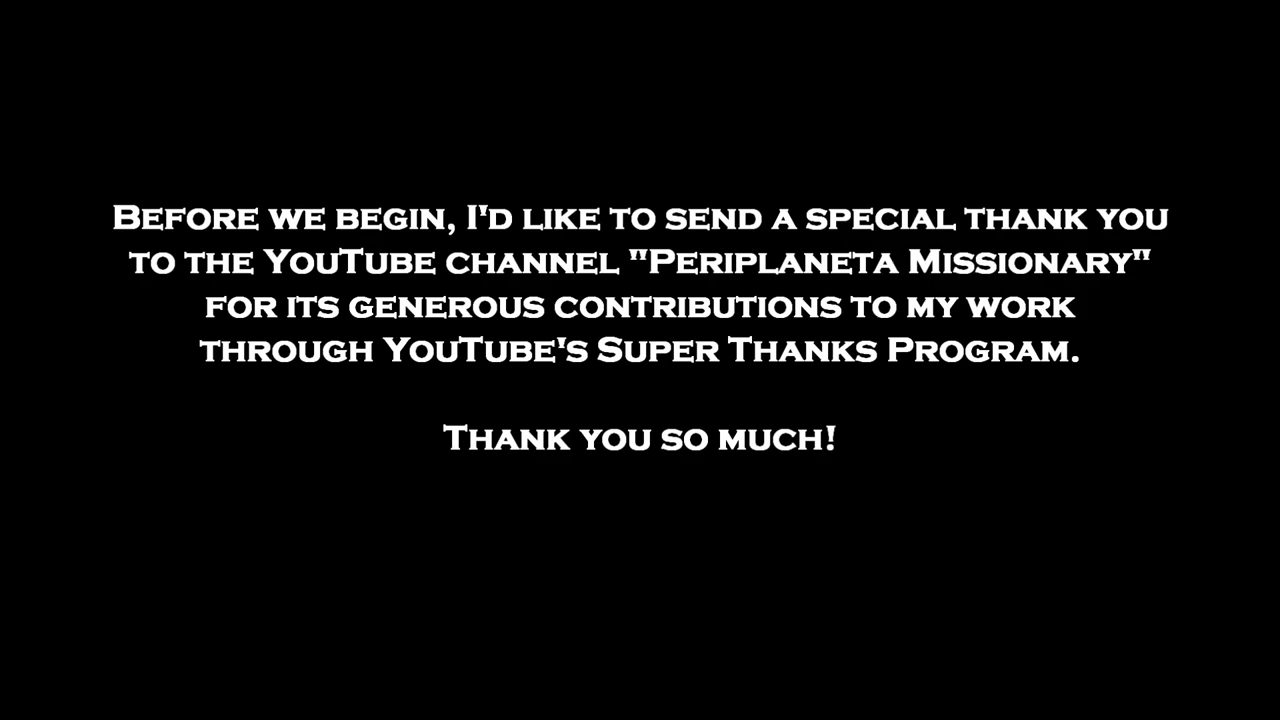 Before we begin, I'd like to send a special thank you
to the YouTube channel "Periplaneta Missionary"
for its generous contributions to my work
through YouTube's Super Thanks Program.
Thank you so much!